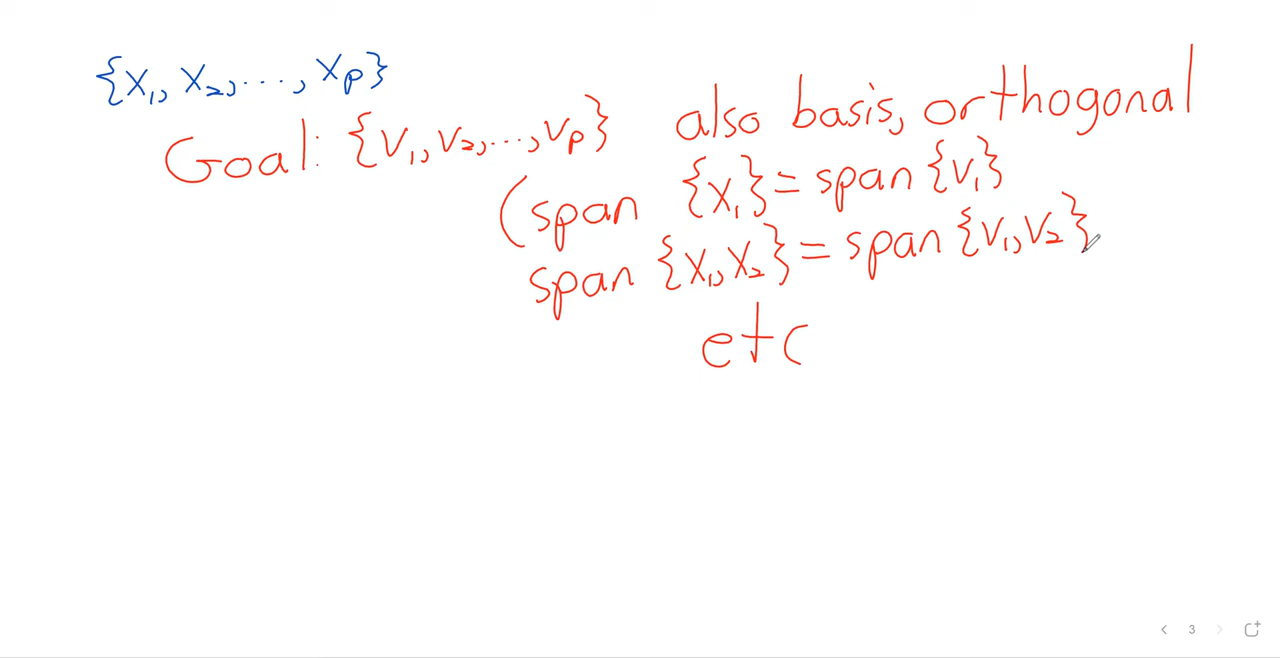 {x₁, x₂, ..., xₚ}
Goal: {v₁, v₂, ..., vₚ} also basis, orthogonal
(span {x₁} = span {v₁}
span {x₁, x₂} = span {v₁, v₂}
etc
< 3 >